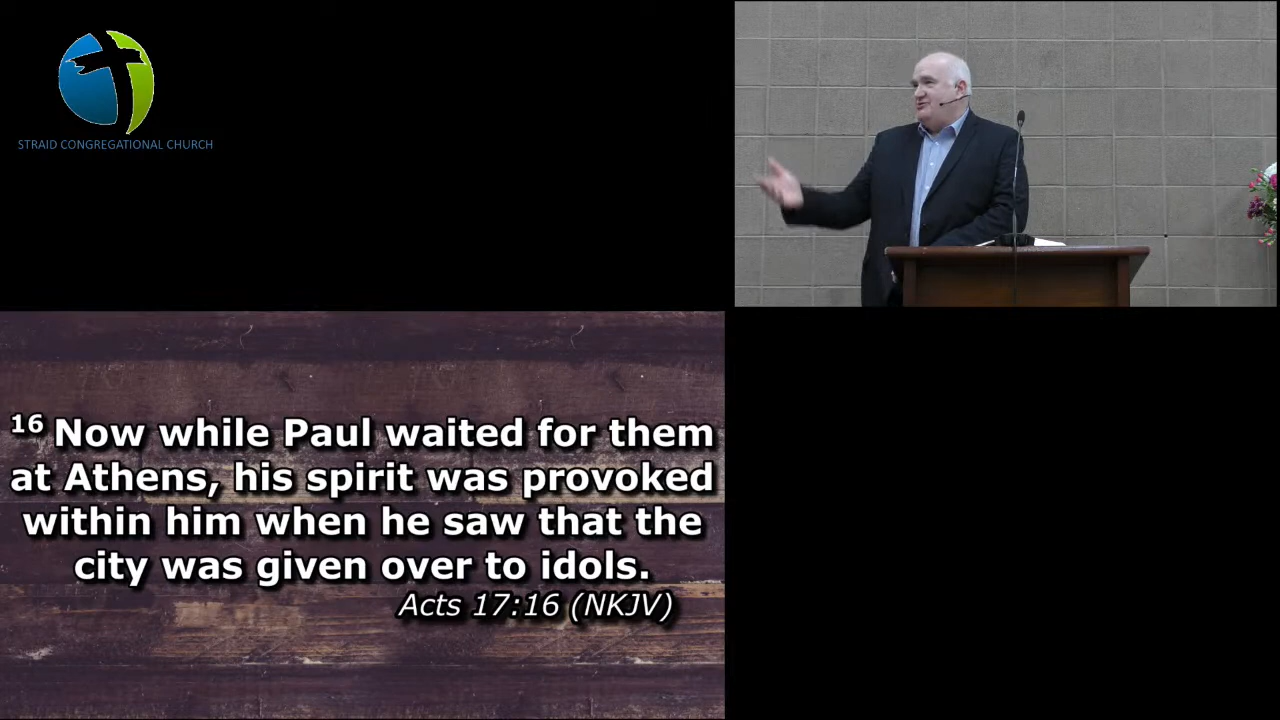 STRAID CONGREGATIONAL CHURCH
16 Now while Paul waited for them
at Athens, his spirit was provoked
within him when he saw that the
city was given over to idols.
Acts 17:16 (NKJV)